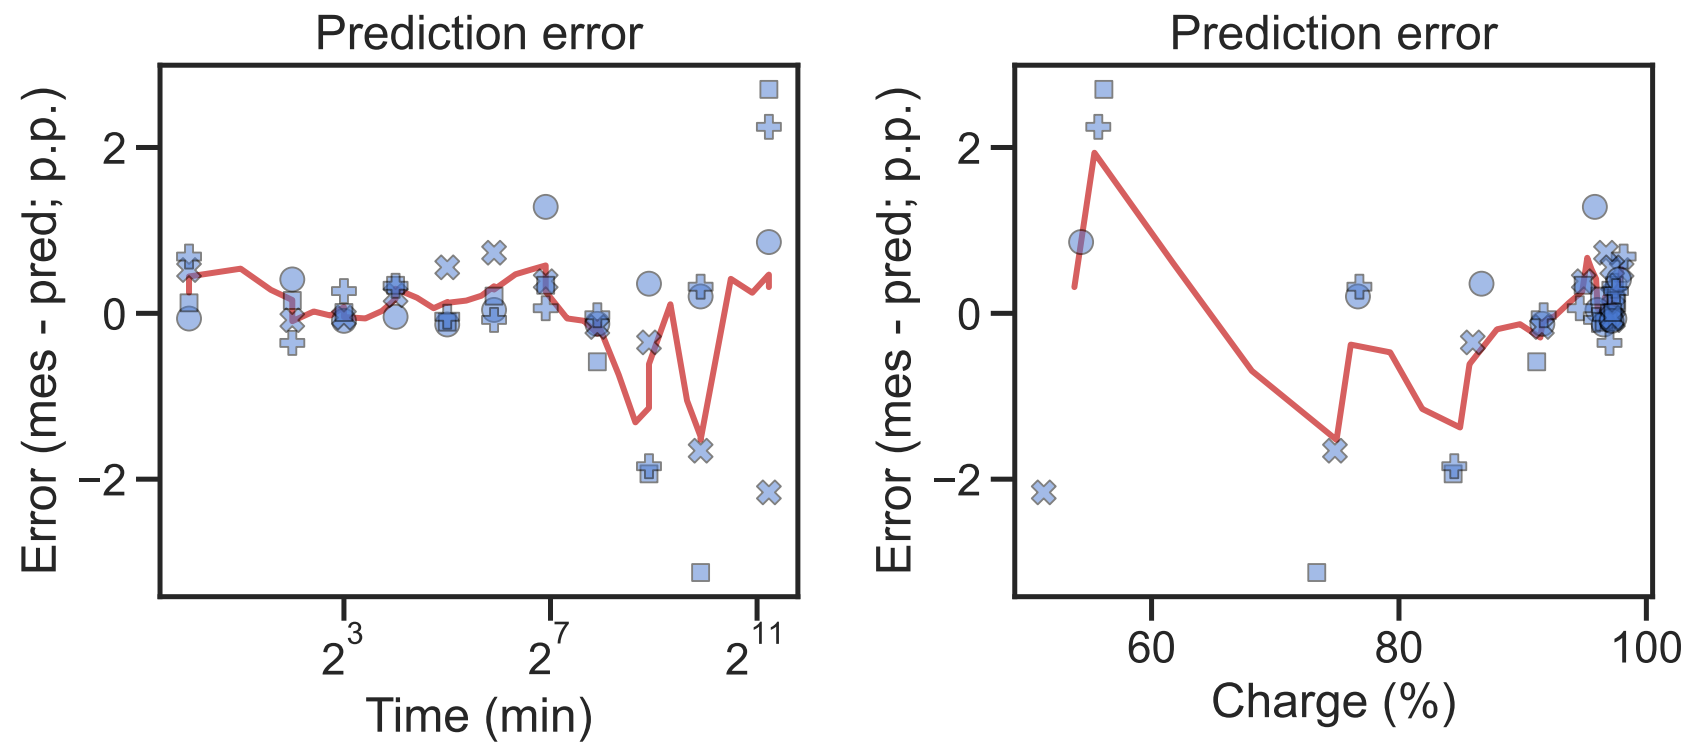 Prediction error
Error (mes - pred; p.p.)
2
0
−2
2^3
2^7
2^11
Time (min)
Prediction error
Error (mes - pred; p.p.)
2
0
−2
60
80
100
Charge (%)